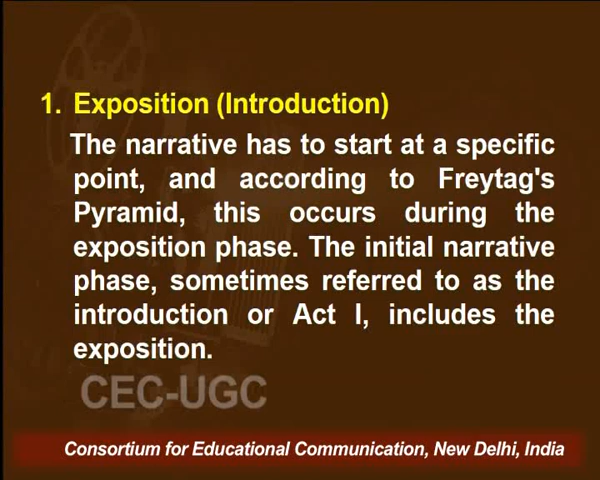 1. Exposition (Introduction)
The narrative has to start at a specific
point, and according to Freytag's
Pyramid, this occurs during the
exposition phase. The initial narrative
phase, sometimes referred to as the
introduction or Act I, includes the
exposition.
CEC-UGC
Consortium for Educational Communication, New Delhi, India